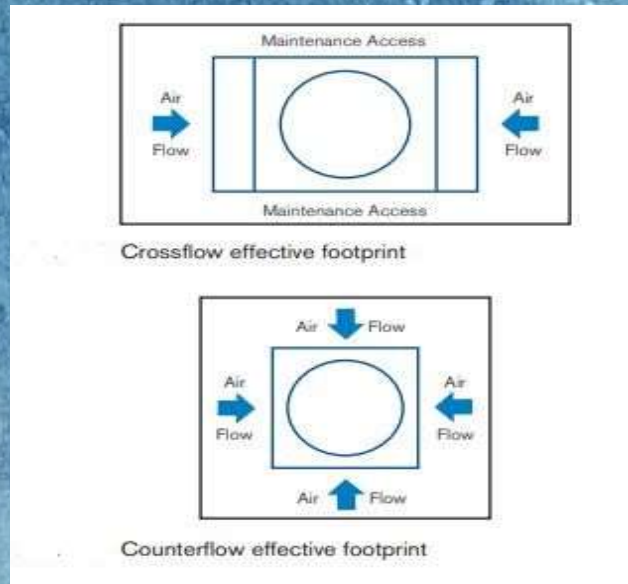 Maintenance Access
Air Air
Flow Flow
Maintenance Access
Crossflow effective footprint
Air Flow
Air Air
Flow Flow
Air Flow
Counterflow effective footprint